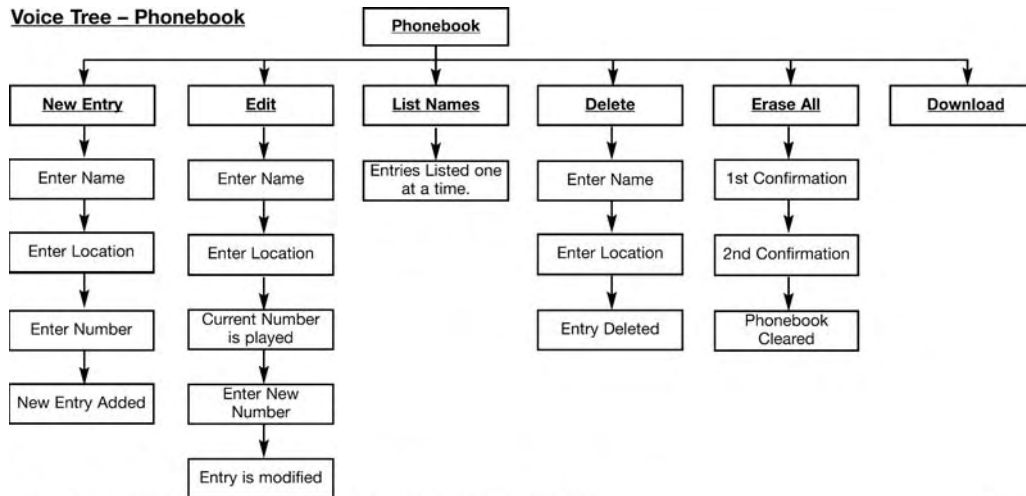 Voice Tree – Phonebook
Phonebook
New Entry
Edit
List Names
Delete
Erase All
Download
Enter Name
Enter Name
Entries Listed one
at a time.
Enter Name
1st Confirmation
Enter Location
Enter Location
Enter Location
2nd Confirmation
Enter Number
Current Number
is played
Entry Deleted
Phonebook
Cleared
New Entry Added
Enter New
Number
Entry is modified